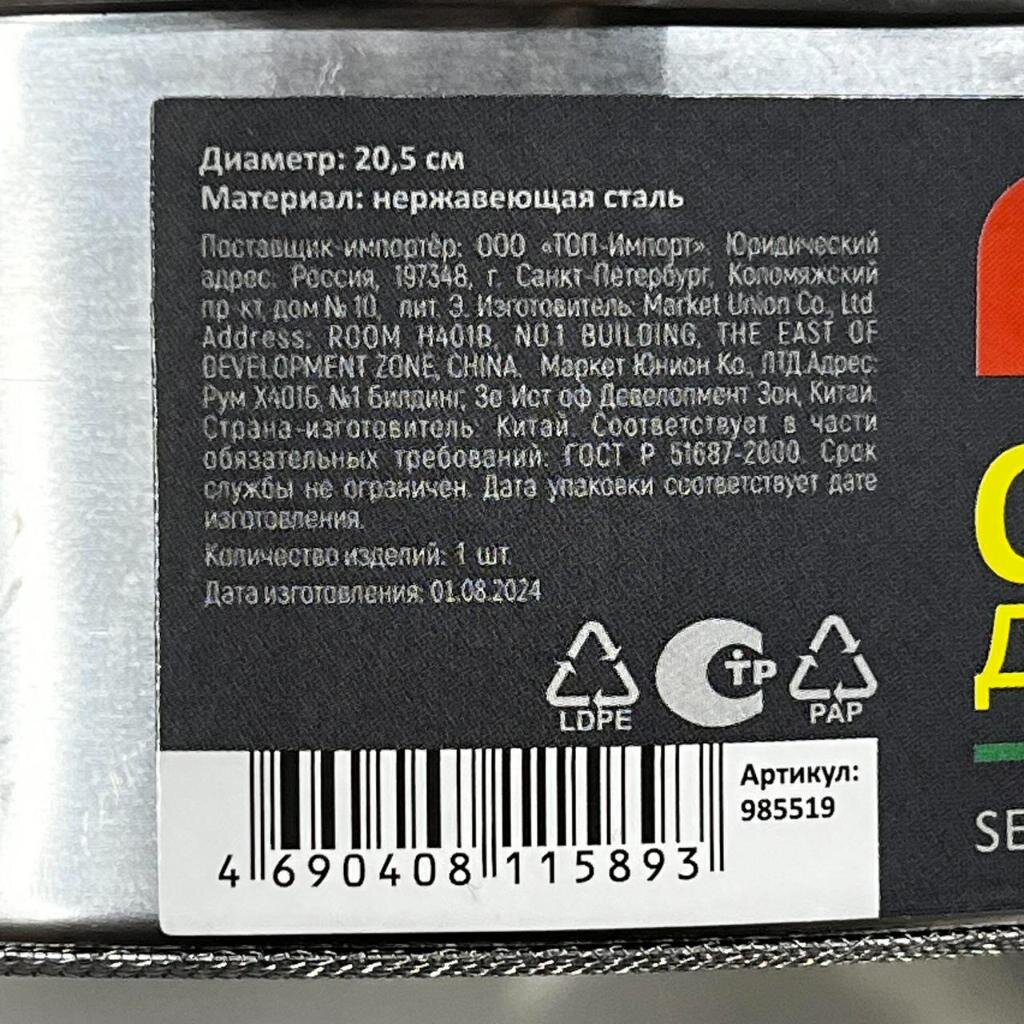 Диаметр: 20,5 см
Материал: нержавеющая сталь
Поставщик-импортёр: ООО «ТОП-Импорт». Юридический
адрес: Россия, 197348, г. Санкт-Петербург, Коломяжский
пр-кт, дом № 10, лит. Э. Изготовитель: Market Union Co., Ltd
Address: ROOM H401B, NO.1 BUILDING, THE EAST OF
DEVELOPMENT ZONE, CHINA. Маркет Юнион Ко., ЛТД Адрес:
Рум Х401Б, №1 Билдинг, Зе Ист оф Девелопмент Зон, Китай.
Страна-изготовитель: Китай. Соответствует в части
обязательных требований: ГОСТ Р 51687-2000. Срок
службы не ограничен. Дата упаковки соответствует дате
изготовления.
Количество изделий: 1 шт.
Дата изготовления: 01.08.2024
LDPE
СТР
PAP
Артикул:
985519
4 690408 115893
SE